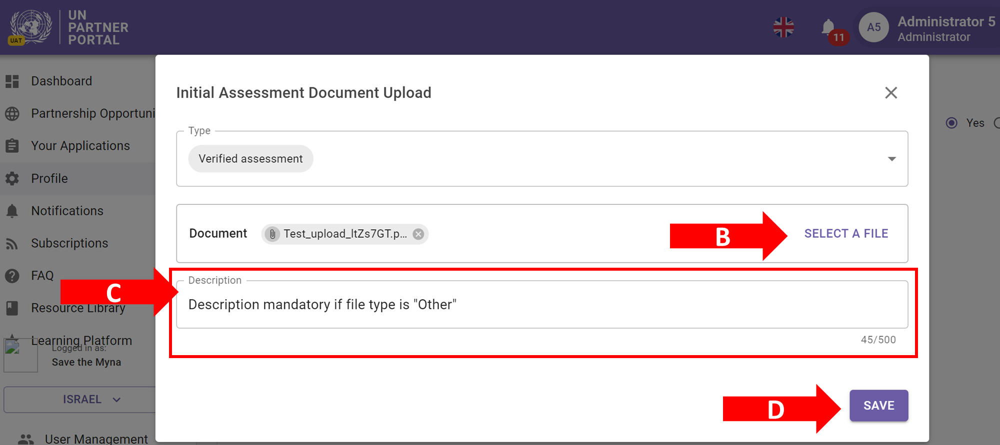 UN
PARTNER
PORTAL
UAT
11
A5
Administrator 5
Administrator
Dashboard
Partnership Opportuni
Your Applications
Profile
Notifications
Subscriptions
FAQ
Resource Library
Learning Platform
Logged in as:
Save the Myna
ISRAEL
User Management
Initial Assessment Document Upload
Yes
Type
Verified assessment
Document
Test_upload_ltZs7GT.p...
B
SELECT A FILE
C
Description
Description mandatory if file type is "Other"
45/500
D
SAVE